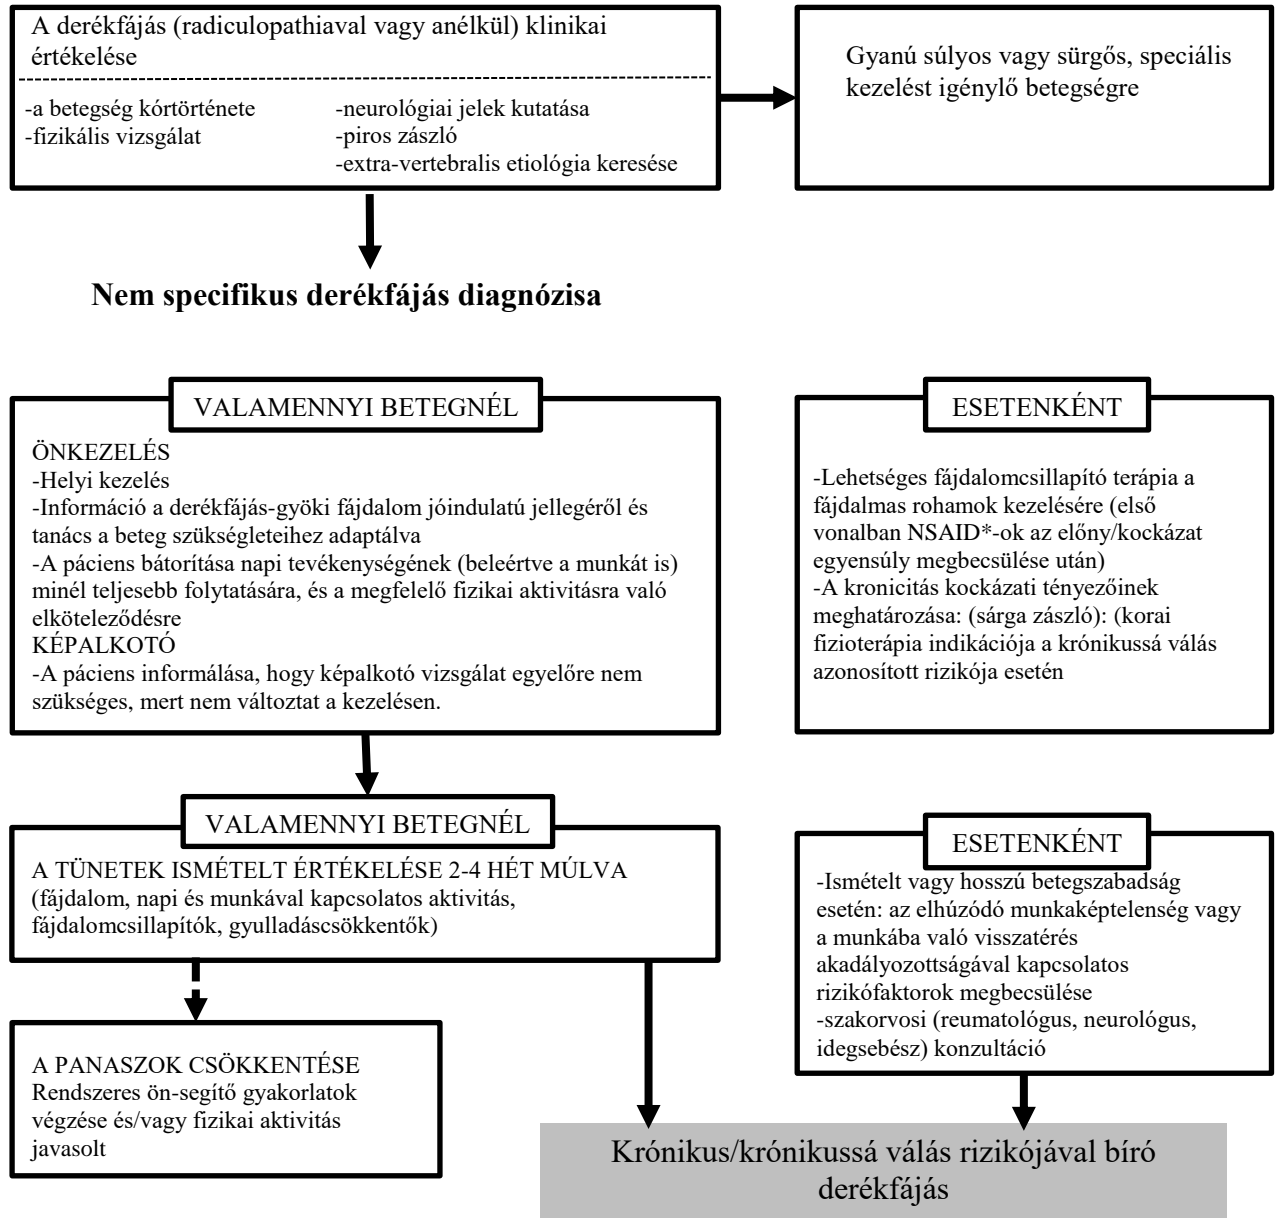 A derékfájás (radiculopathiaval vagy anélkül) klinikai
értékelése
-a betegség kórtörténete
-fizikális vizsgálat
-neurológiai jelek kutatása
-piros zászló
-extra-vertebralis etiológia keresése
Gyanú súlyos vagy sürgős, speciális
kezelést igénylő betegségre
Nem specifikus derékfájás diagnózisa
VALAMENNYI BETEGNÉL
ÖNKEZELÉS
-Helyi kezelés
-Információ a derékfájás-gyöki fájdalom jóindulatú jellegéről és
tanács a beteg szükségleteihez adaptálva
-A páciens bátorítása napi tevékenységének (beleértve a munkát is)
minél teljesebb folytatására, és a megfelelő fizikai aktivitásra való
elköteleződésre
KÉPALKOTÓ
-A páciens informálása, hogy képalkotó vizsgálat egyelőre nem
szükséges, mert nem változtat a kezelésen.
ESETENKÉNT
-Lehetséges fájdalomcsillapító terápia a
fájdalmas rohamok kezelésére (első
vonalban NSAID*-ok az előny/kockázat
egyensúly megbecsülése után)
-A kronicitás kockázati tényezőinek
meghatározása: (sárga zászló): (korai
fizioterápia indikációja a krónikussá válás
azonosított rizikója esetén
VALAMENNYI BETEGNÉL
A TÜNETEK ISMÉTELT ÉRTÉKELÉSE 2-4 HÉT MÚLVA
(fájdalom, napi és munkával kapcsolatos aktivitás,
fájdalomcsillapítók, gyulladáscsökkentők)
ESETENKÉNT
-Ismételt vagy hosszú betegszabadság
esetén: az elhúzódó munkaképtelenség vagy
a munkába való visszatérés
akadályozottságával kapcsolatos
rizikófaktorok megbecsülése
-szakorvosi (reumatológus, neurológus,
idegsebész) konzultáció
A PANASZOK CSÖKKENTÉSE
Rendszeres ön-segítő gyakorlatok
végzése és/vagy fizikai aktivitás
javasolt
Krónikus/krónikussá válás rizikójával bíró
derékfájás